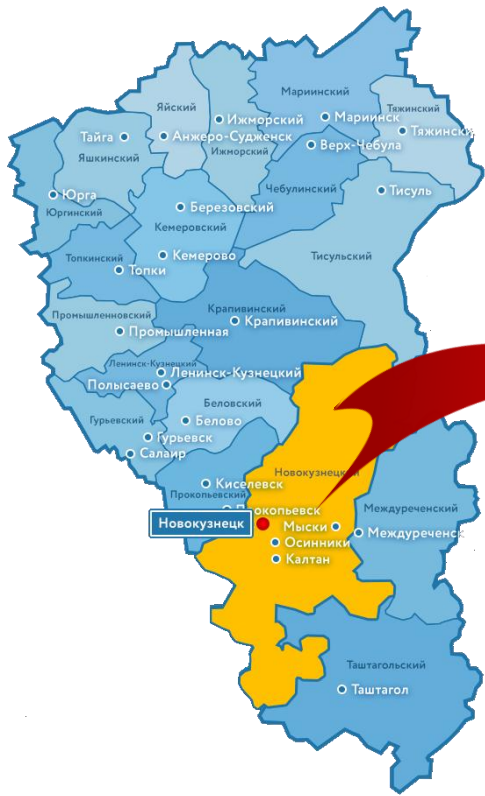 Мариинский
Яйский
Тяжинский
Ижморский
Мариинск
Тяжинск
Тайга
Анжеро-Судженск
Верх-Чебула
Яшкинский
Ижморский
Чебулинский
Тисуль
Юрга
Березовский
Юргинский
Кемеровский
Топкинский
Кемерово
Тисульский
Топки
Крапивинский
Промышленновский
Крапивинский
Промышленная
Ленинск-Кузнецкий
Ленинск-Кузнецкий
Полысаево
Беловский
Гурьевский
Белово
Гурьевск
Салаир
Новокузнец
Киселевск
Прокопьевский
Прокопьевск
Междуреченский
Новокузнецк
Мыски
Междуреченск
Осинники
Калтан
Таштагольский
Таштагол